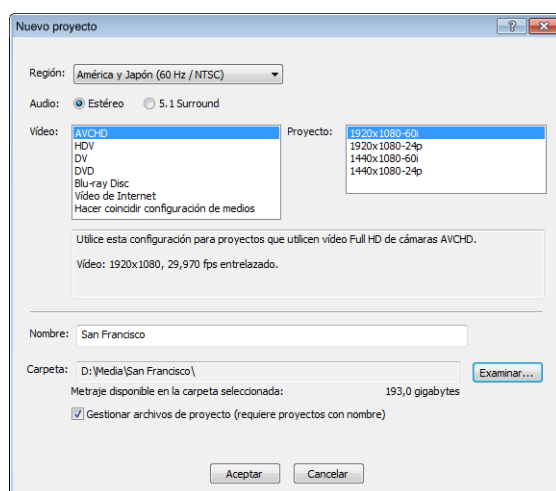 Nuevo proyecto
Región: América y Japón (60 Hz / NTSC)
Audio: Estéreo 5.1 Surround
Vídeo: AVCHD
HDV
DV
DVD
Blu-ray Disc
Vídeo de Internet
Hacer coincidir configuración de medios
Proyecto: 1920x1080-60i
1920x1080-24p
1440x1080-60i
1440x1080-24p
Utilice esta configuración para proyectos que utilicen vídeo Full HD de cámaras AVCHD.
Vídeo: 1920x1080, 29,970 fps entrelazado.
Nombre: San Francisco
Carpeta: D:\Media\San Francisco\ Examinar...
Metraje disponible en la carpeta seleccionada: 193,0 gigabytes
Gestionar archivos de proyecto (requiere proyectos con nombre)
Aceptar Cancelar